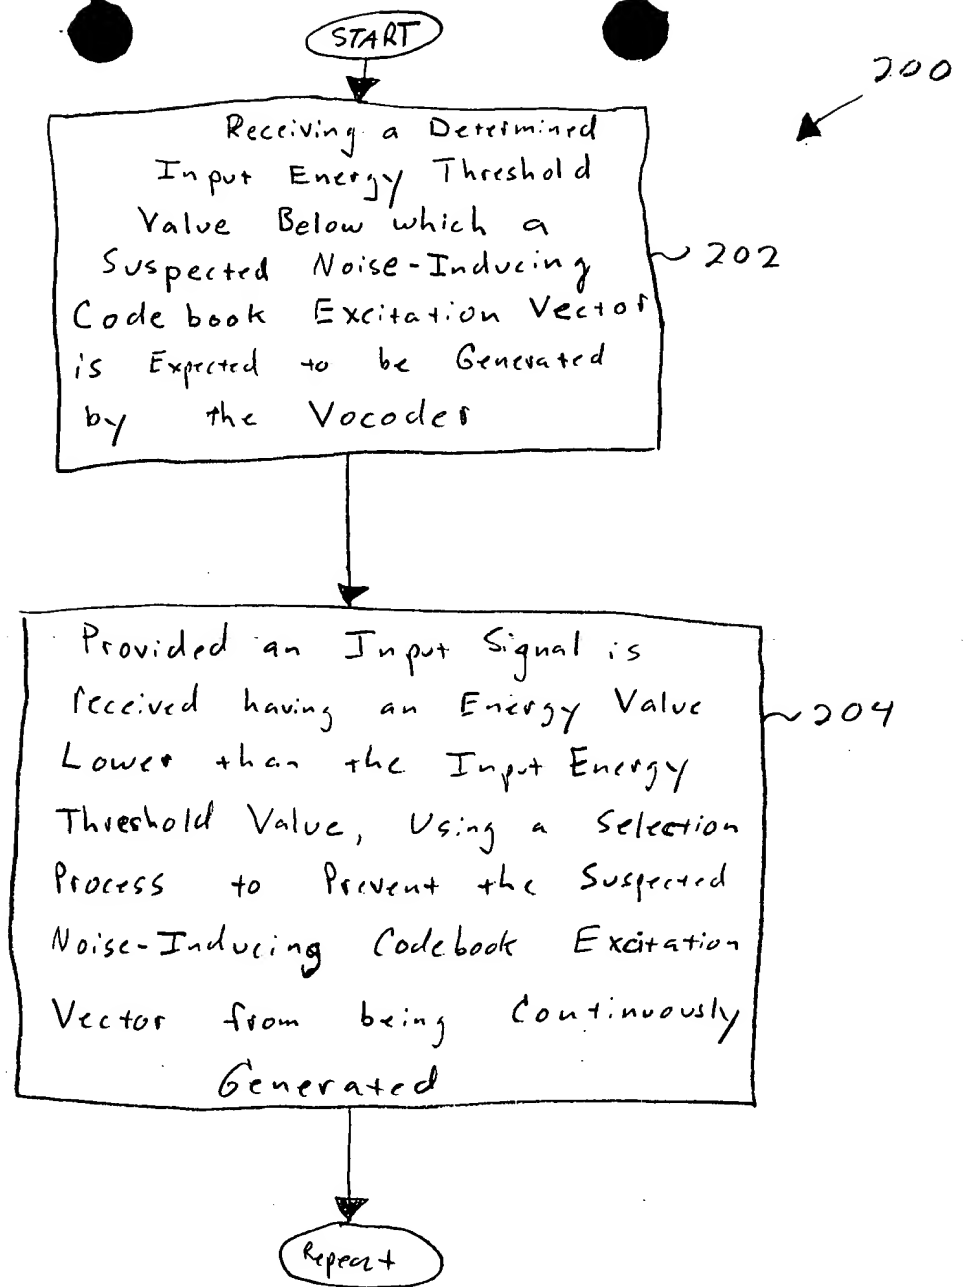 START
200
Receiving a Determined
Input Energy Threshold
Value Below which a
Suspected Noise-Inducing
Codebook Excitation Vector
is Expected to be Generated
by the Vocoder
202
Provided an Input Signal is
received having an Energy Value
Lower than the Input Energy
Threshold Value, Using a Selection
Process to Prevent the Suspected
Noise-Inducing Codebook Excitation
Vector from being Continuously
Generated
204
Repeat